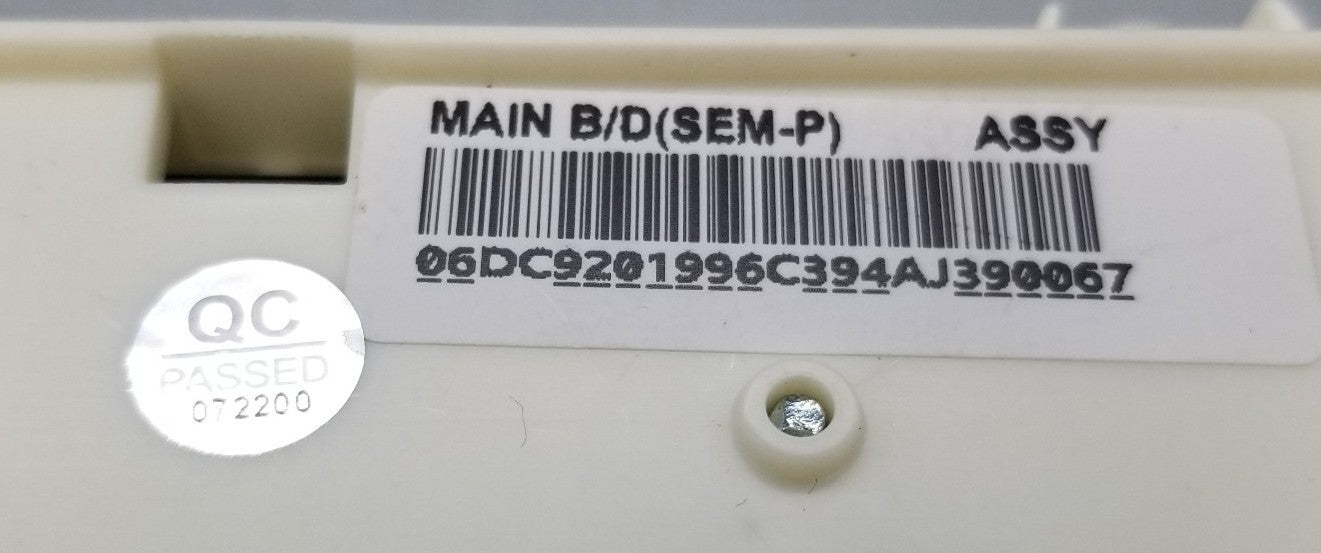 MAIN B/D(SEM-P) ASSY
06DC9201996C394AJ390067
QC
PASSED
072200